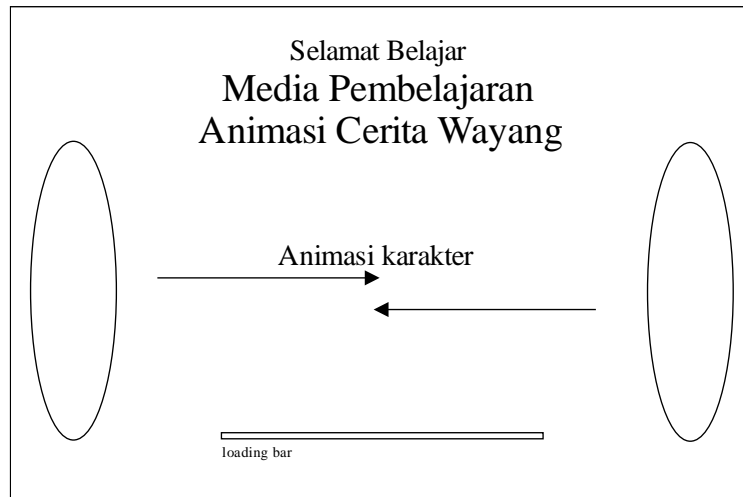 Selamat Belajar
Media Pembelajaran
Animasi Cerita Wayang
Animasi karakter
loading bar